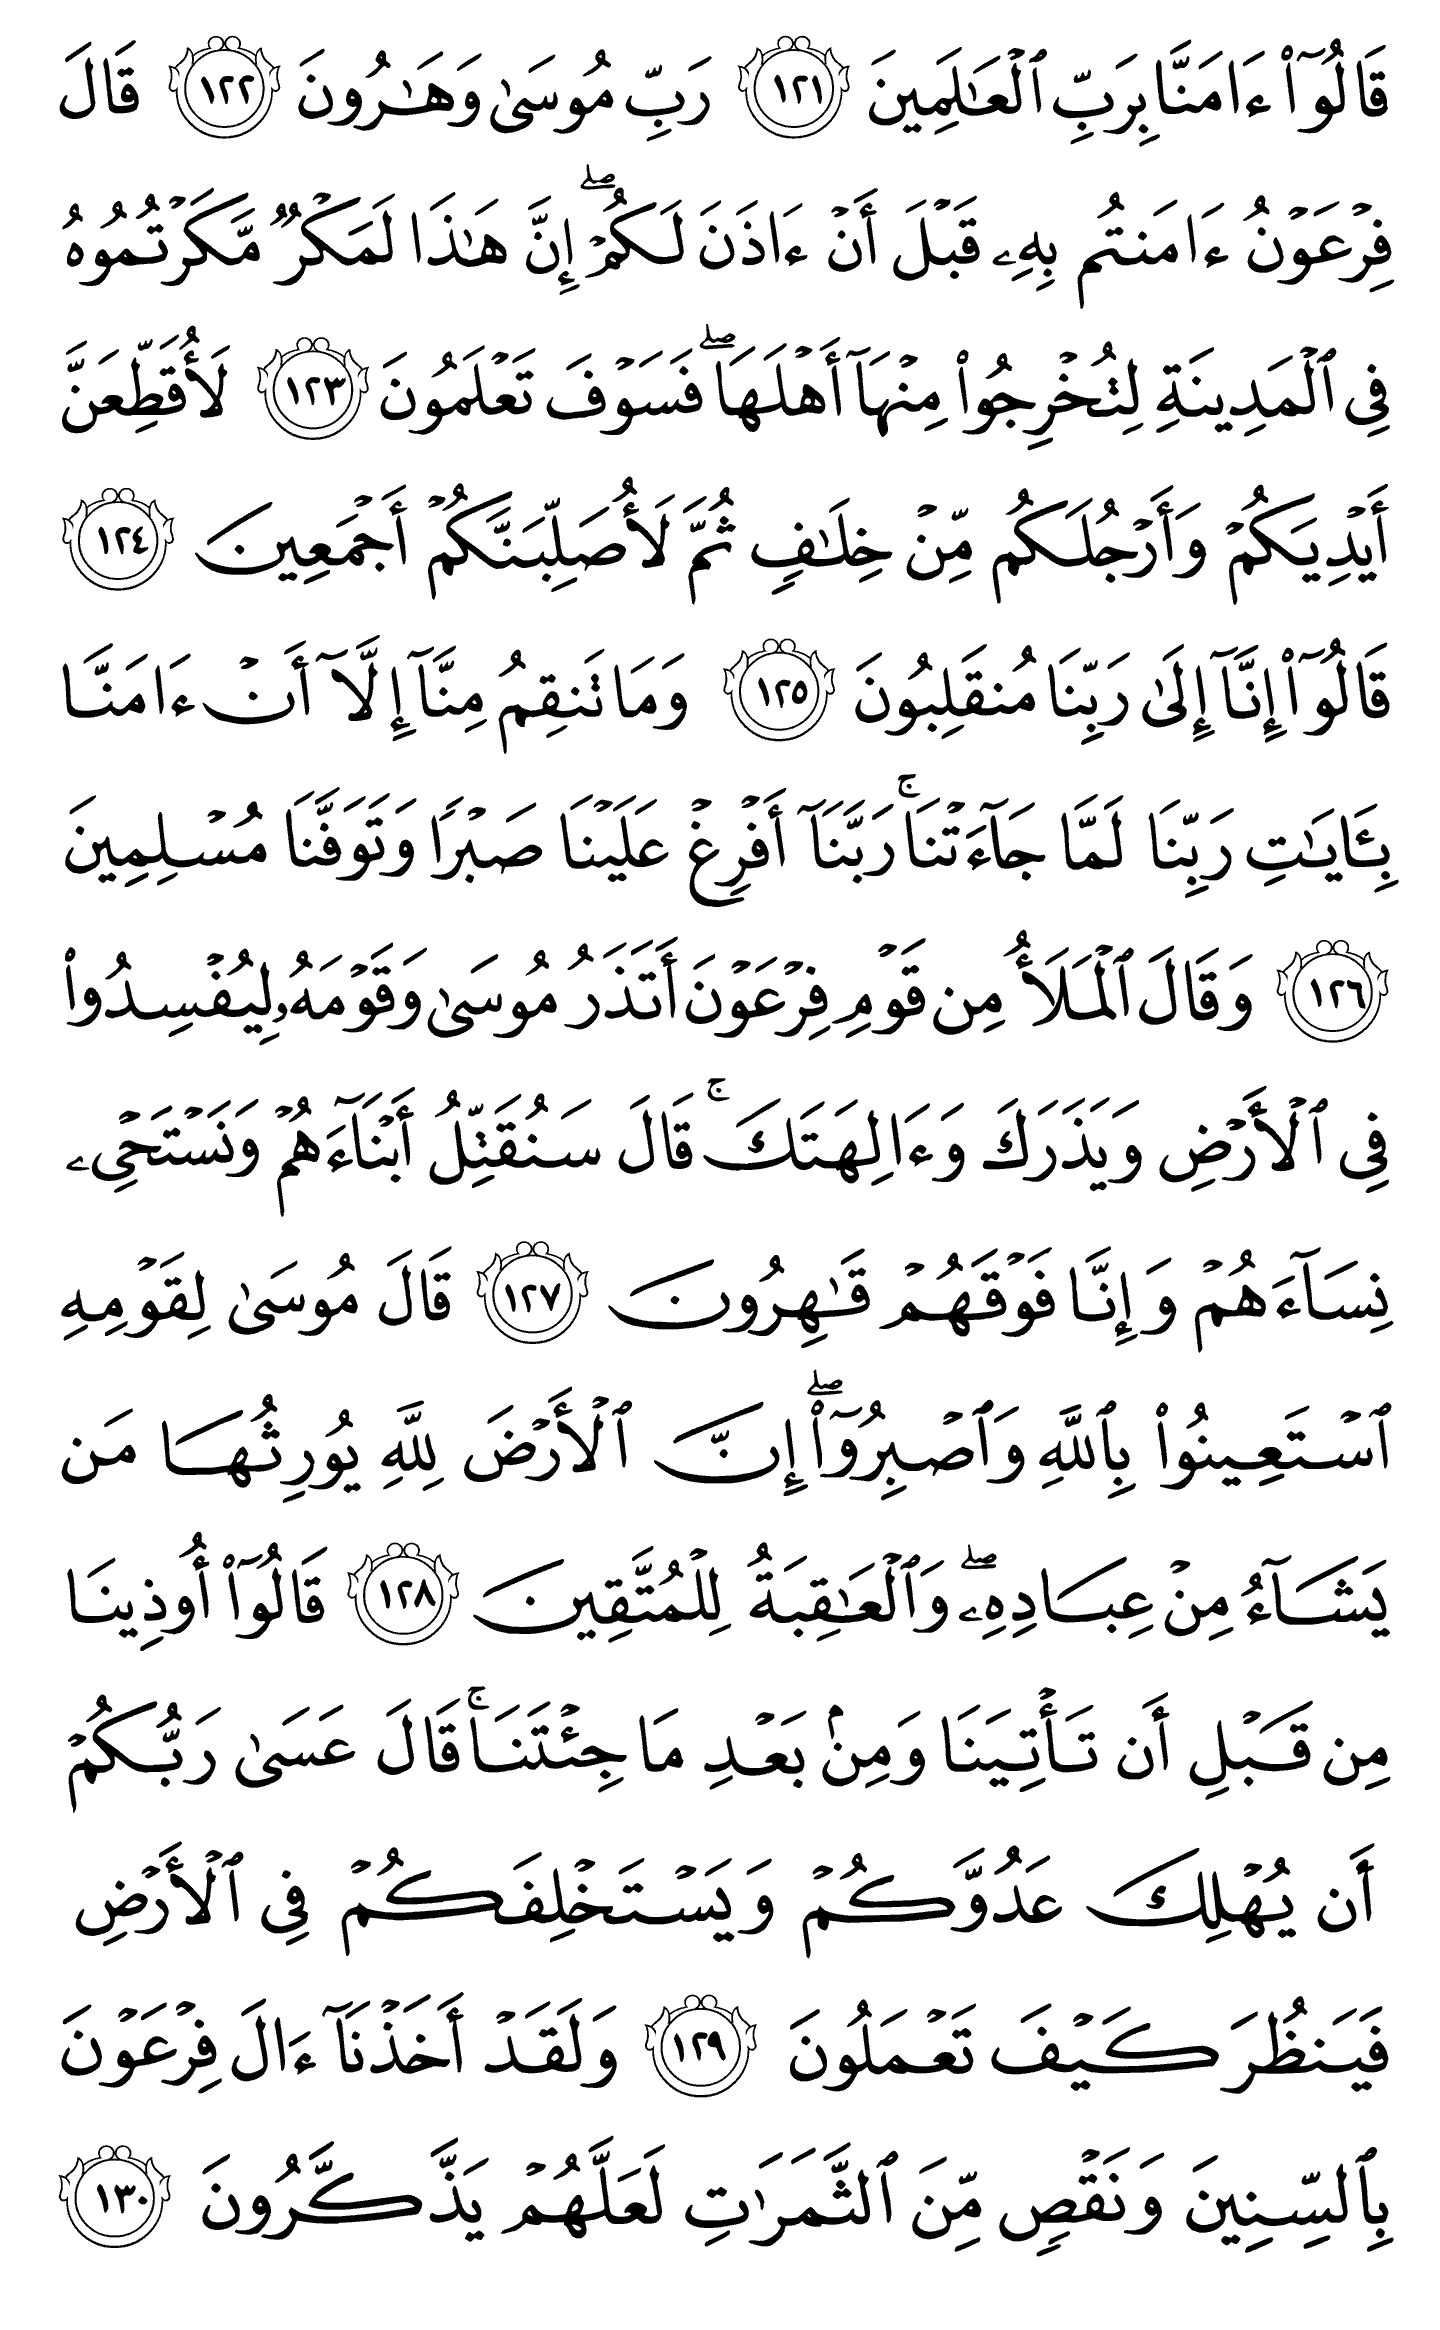 قَالُوٓا۟ ءَامَنَّا بِرَبِّ ٱلْعَٰلَمِينَ ١٢١ رَبِّ مُوسَىٰ وَهَٰرُونَ ١٢٢ قَالَ
فِرْعَوْنُ ءَامَنتُم بِهِۦ قَبْلَ أَنْ ءَاذَنَ لَكُمْ ۖ إِنَّ هَٰذَا لَمَكْرٌ مَّكَرْتُمُوهُ
فِى ٱلْمَدِينَةِ لِتُخْرِجُوا۟ مِنْهَآ أَهْلَهَا ۖ فَسَوْفَ تَعْلَمُونَ ١٢٣ لَأُقَطِّعَنَّ
أَيْدِيَكُمْ وَأَرْجُلَكُم مِّنْ خِلَٰفٍ ثُمَّ لَأُصَلِّبَنَّكُمْ أَجْمَعِينَ ١٢٤
قَالُوٓا۟ إِنَّآ إِلَىٰ رَبِّنَا مُنقَلِبُونَ ١٢٥ وَمَا تَنقِمُ مِنَّآ إِلَّآ أَنْ ءَامَنَّا
بِـَٔايَٰتِ رَبِّنَا لَمَّا جَآءَتْنَا ۚ رَبَّنَآ أَفْرِغْ عَلَيْنَا صَبْرًا وَتَوَفَّنَا مُسْلِمِينَ
١٢٦ وَقَالَ ٱلْمَلَأُ مِن قَوْمِ فِرْعَوْنَ أَتَذَرُ مُوسَىٰ وَقَوْمَهُۥ لِيُفْسِدُوا۟
فِى ٱلْأَرْضِ وَيَذَرَكَ وَءَالِهَتَكَ ۚ قَالَ سَنُقَتِّلُ أَبْنَآءَهُمْ وَنَسْتَحْىِۦ
نِسَآءَهُمْ وَإِنَّا فَوْقَهُمْ قَٰهِرُونَ ١٢٧ قَالَ مُوسَىٰ لِقَوْمِهِ
ٱسْتَعِينُوا۟ بِٱللَّهِ وَٱصْبِرُوٓا۟ ۖ إِنَّ ٱلْأَرْضَ لِلَّهِ يُورِثُهَا مَن
يَشَآءُ مِنْ عِبَادِهِۦ ۖ وَٱلْعَٰقِبَةُ لِلْمُتَّقِينَ ١٢٨ قَالُوٓا۟ أُوذِينَا
مِن قَبْلِ أَن تَأْتِيَنَا وَمِنۢ بَعْدِ مَا جِئْتَنَا ۚ قَالَ عَسَىٰ رَبُّكُمْ
أَن يُهْلِكَ عَدُوَّكُمْ وَيَسْتَخْلِفَكُمْ فِى ٱلْأَرْضِ
فَيَنظُرَ كَيْفَ تَعْمَلُونَ ١٢٩ وَلَقَدْ أَخَذْنَآ ءَالَ فِرْعَوْنَ
بِٱلسِّنِينَ وَنَقْصٍ مِّنَ ٱلثَّمَرَٰتِ لَعَلَّهُمْ يَذَّكَّرُونَ ١٣٠